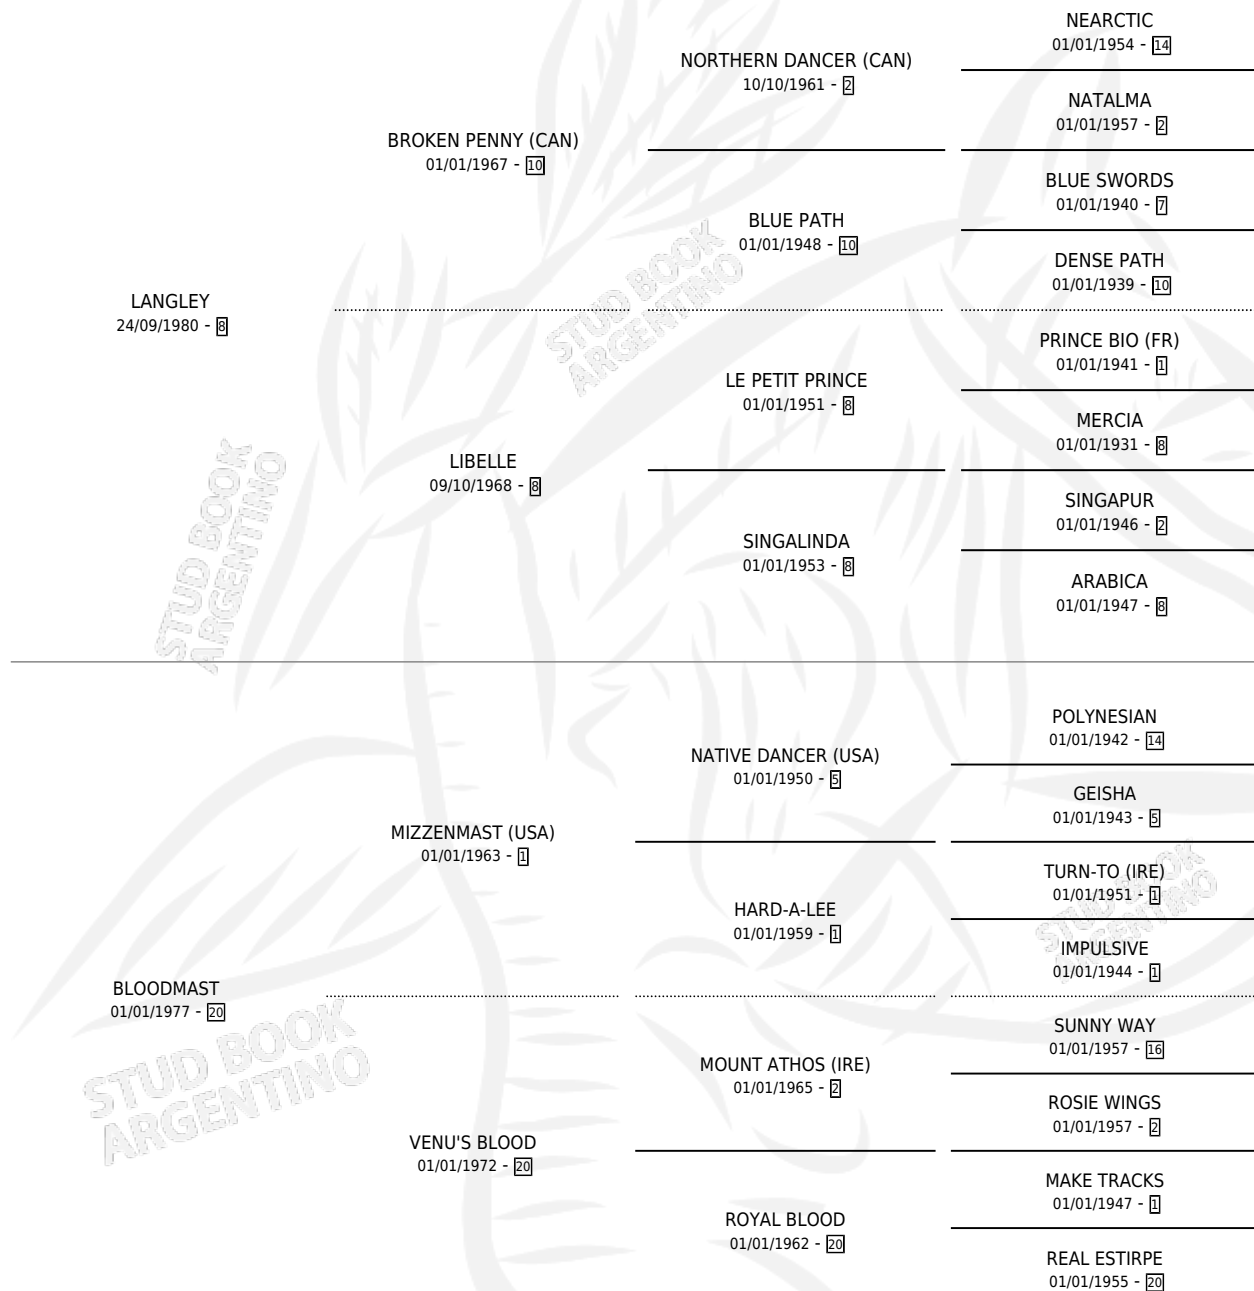 NEARCTIC
01/01/1954 - 14
NORTHERN DANCER (CAN)
10/10/1961 - 2
NATALMA
01/01/1957 - 2
BROKEN PENNY (CAN)
01/01/1967 - 10
BLUE SWORDS
01/01/1940 - 7
BLUE PATH
01/01/1948 - 10
DENSE PATH
01/01/1939 - 10
LANGLEY
24/09/1980 - 8
STUD BOOK
ARGENTINO
PRINCE BIO (FR)
01/01/1941 - 1
LE PETIT PRINCE
01/01/1951 - 8
MERCIA
01/01/1931 - 8
LIBELLE
09/10/1968 - 8
SINGAPUR
01/01/1946 - 2
SINGALINDA
01/01/1953 - 8
ARABICA
01/01/1947 - 8
STUD BOOK
ARGENTINO
POLYNESIAN
01/01/1942 - 14
NATIVE DANCER (USA)
01/01/1950 - 5
GEISHA
01/01/1943 - 5
MIZZENMAST (USA)
01/01/1963 - 1
TURN-TO (IRE)
01/01/1951 - 1
HARD-A-LEE
01/01/1959 - 1
IMPULSIVE
01/01/1944 - 1
STUD BOOK
ARGENTINO
BLOODMAST
01/01/1977 - 20
SUNNY WAY
01/01/1957 - 16
MOUNT ATHOS (IRE)
01/01/1965 - 2
ROSIE WINGS
01/01/1957 - 2
STUD BOOK
ARGENTINO
VENU'S BLOOD
01/01/1972 - 20
MAKE TRACKS
01/01/1947 - 1
ROYAL BLOOD
01/01/1962 - 20
REAL ESTIRPE
01/01/1955 - 20